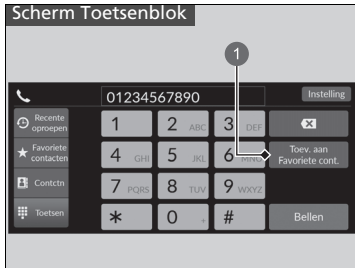 Scherm Toetsenblok
1
01234567890
Instelling
Recente
oproepen
1
2 ABC
3 DEF
Favoriete
contacten
4 GHI
5 JKL
6 MNO
Toev. aan
Favoriete cont.
Contctn
7 PQRS
8 TUV
9 WXYZ
Toetsen
*
0 +
#
Bellen